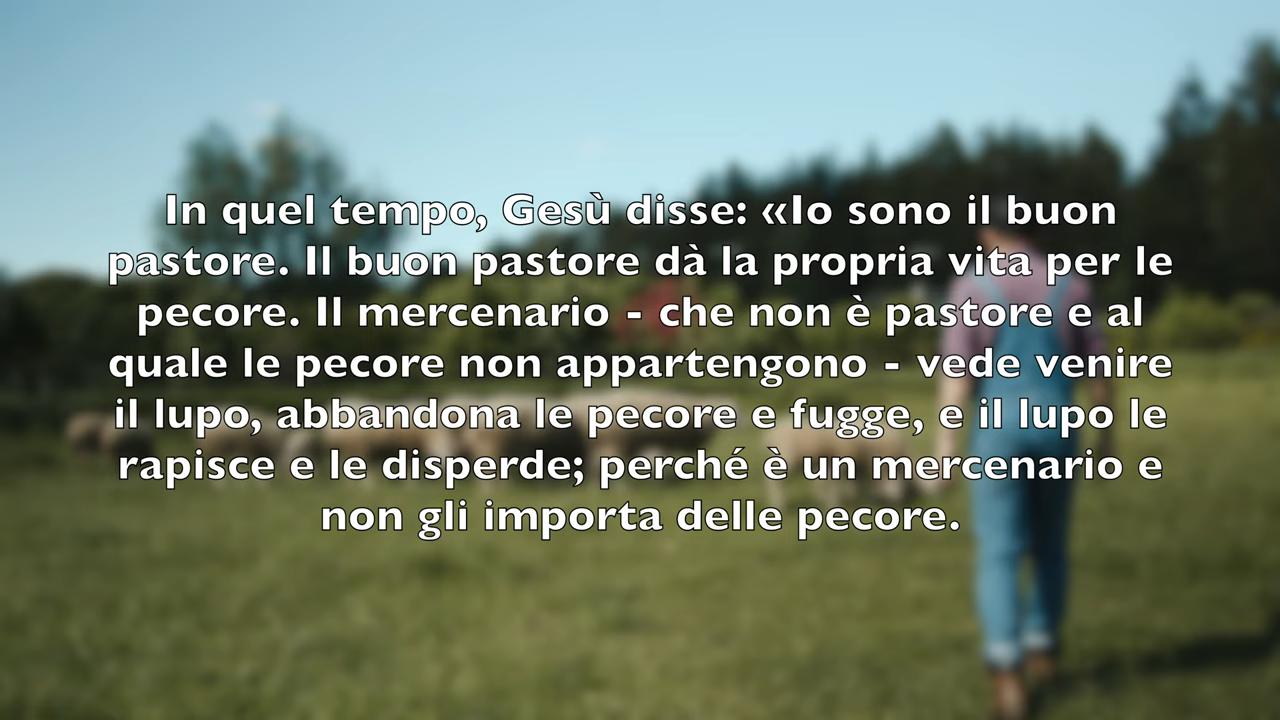 In quel tempo, Gesù disse: «Io sono il buon
pastore. Il buon pastore dà la propria vita per le
pecore. Il mercenario - che non è pastore e al
quale le pecore non appartengono - vede venire
il lupo, abbandona le pecore e fugge, e il lupo le
rapisce e le disperde; perché è un mercenario e
non gli importa delle pecore.